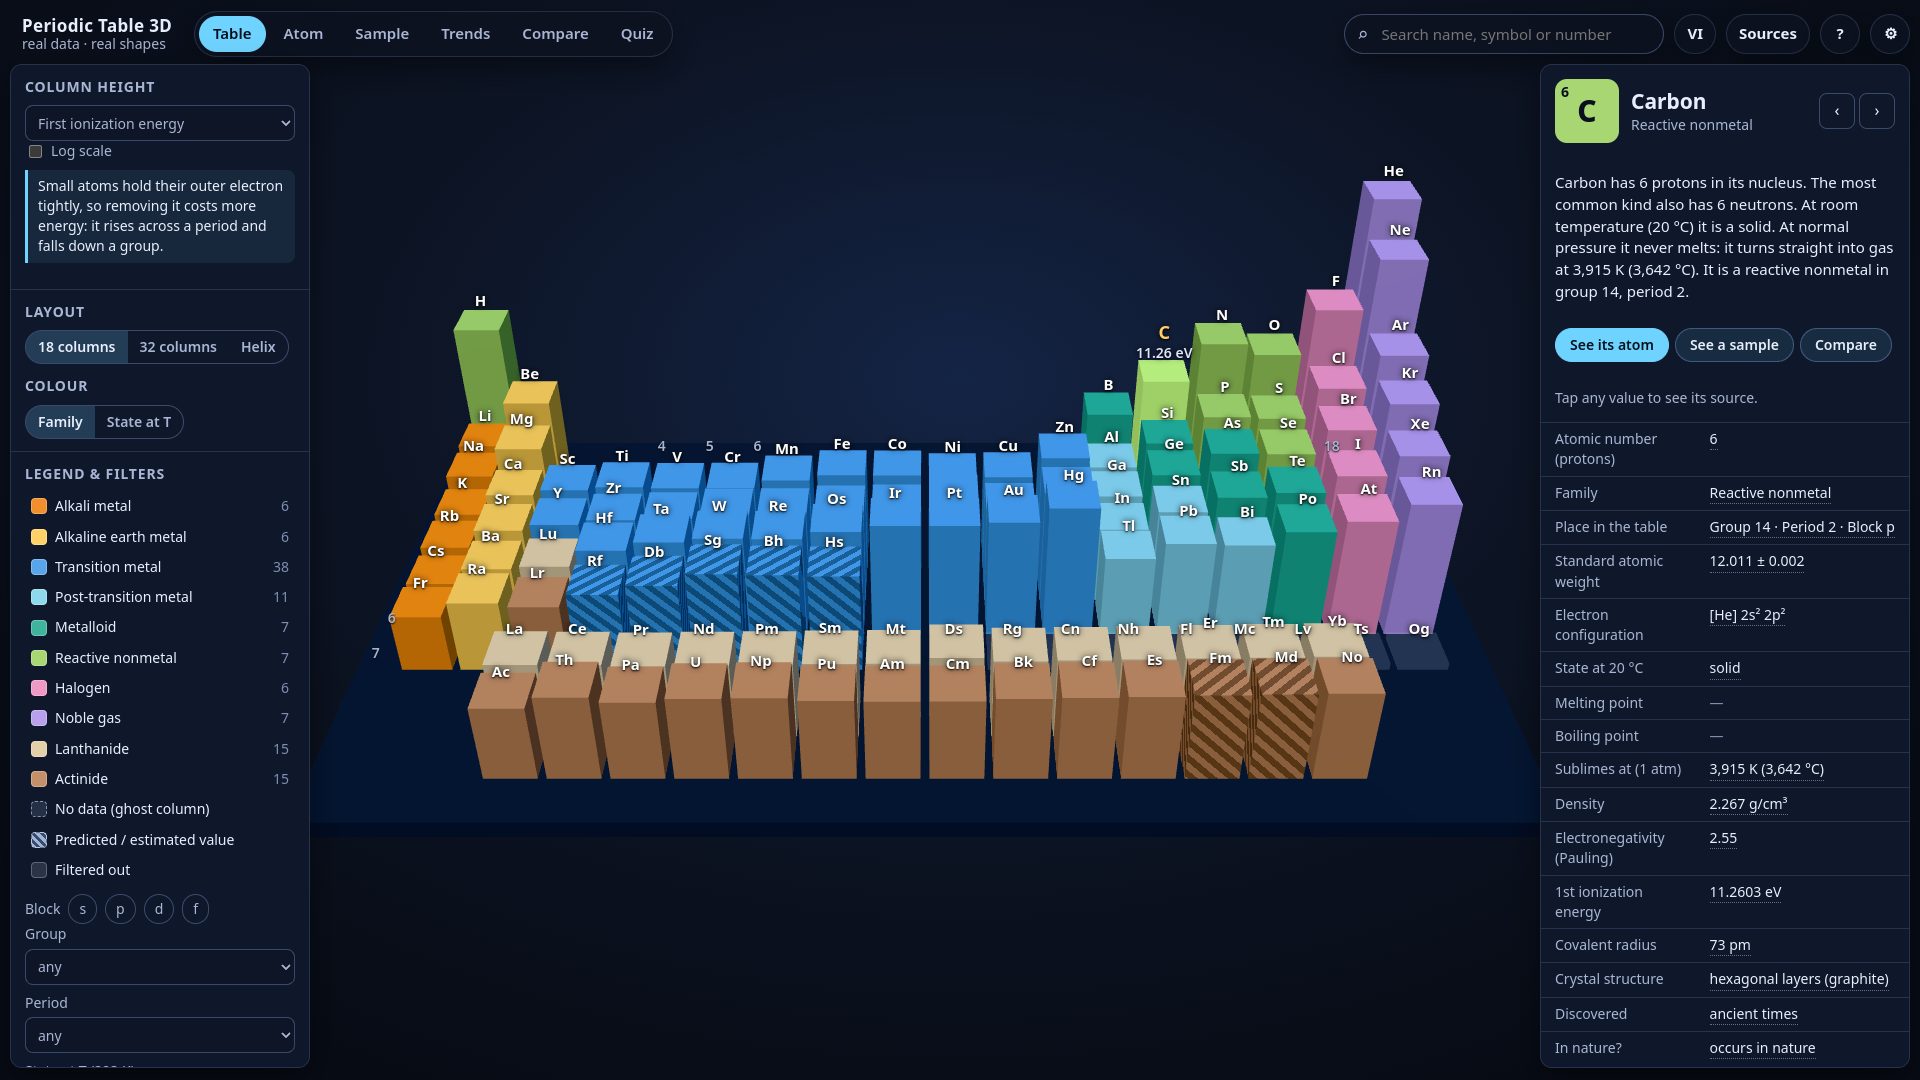 Periodic Table 3D
real data · real shapes
Table
Atom
Sample
Trends
Compare
Quiz
Search name, symbol or number
VI
Sources
?
COLUMN HEIGHT
First ionization energy
Log scale
Small atoms hold their outer electron
tightly, so removing it costs more
energy: it rises across a period and
falls down a group.
LAYOUT
18 columns
32 columns
Helix
COLOUR
Family
State at T
LEGEND & FILTERS
Alkali metal 6
Alkaline earth metal 6
Transition metal 38
Post-transition metal 11
Metalloid 7
Reactive nonmetal 7
Halogen 6
Noble gas 7
Lanthanide 15
Actinide 15
No data (ghost column)
Predicted / estimated value
Filtered out
Block s p d f
Group
any
Period
any
He
Ne
H
F
N
O
Ar
C
11.26 eV
Cl
Kr
Be
B
P
S
Br
Li
Mg
Si
As
Se
Xe
Na
4
5
6
Mn
Fe
Co
Ni
Cu
Zn
Al
Ge
18
I
Ca
Sc
Ti
V
Cr
Hg
Ga
Sb
Te
Rn
K
Sr
Y
Zr
Os
Ir
Pt
Au
In
Sn
Po
At
Rb
Hf
Ta
W
Re
Tl
Pb
Bi
Cs
Ba
Lu
Db
Sg
Bh
Hs
Fr
Ra
Lr
Rf
6
7
La
Ce
Pr
Nd
Pm
Sm
Mt
Ds
Rg
Cn
Nh
Fl
Er
Mc
Tm
Lv
Yb
Ts
Og
Ac
Th
Pa
U
Np
Pu
Am
Cm
Bk
Cf
Es
Fm
Md
No
6
C
Carbon
Reactive nonmetal
‹
›
Carbon has 6 protons in its nucleus. The most
common kind also has 6 neutrons. At room
temperature (20 °C) it is a solid. At normal
pressure it never melts: it turns straight into gas
at 3,915 K (3,642 °C). It is a reactive nonmetal in
group 14, period 2.
See its atom
See a sample
Compare
Tap any value to see its source.
Atomic number
(protons)
6
Family
Reactive nonmetal
Place in the table
Group 14 · Period 2 · Block p
Standard atomic
weight
12.011 ± 0.002
Electron
configuration
[He] 2s² 2p²
State at 20 °C
solid
Melting point
—
Boiling point
—
Sublimes at (1 atm)
3,915 K (3,642 °C)
Density
2.267 g/cm³
Electronegativity
(Pauling)
2.55
1st ionization
energy
11.2603 eV
Covalent radius
73 pm
Crystal structure
hexagonal layers (graphite)
Discovered
ancient times
In nature?
occurs in nature